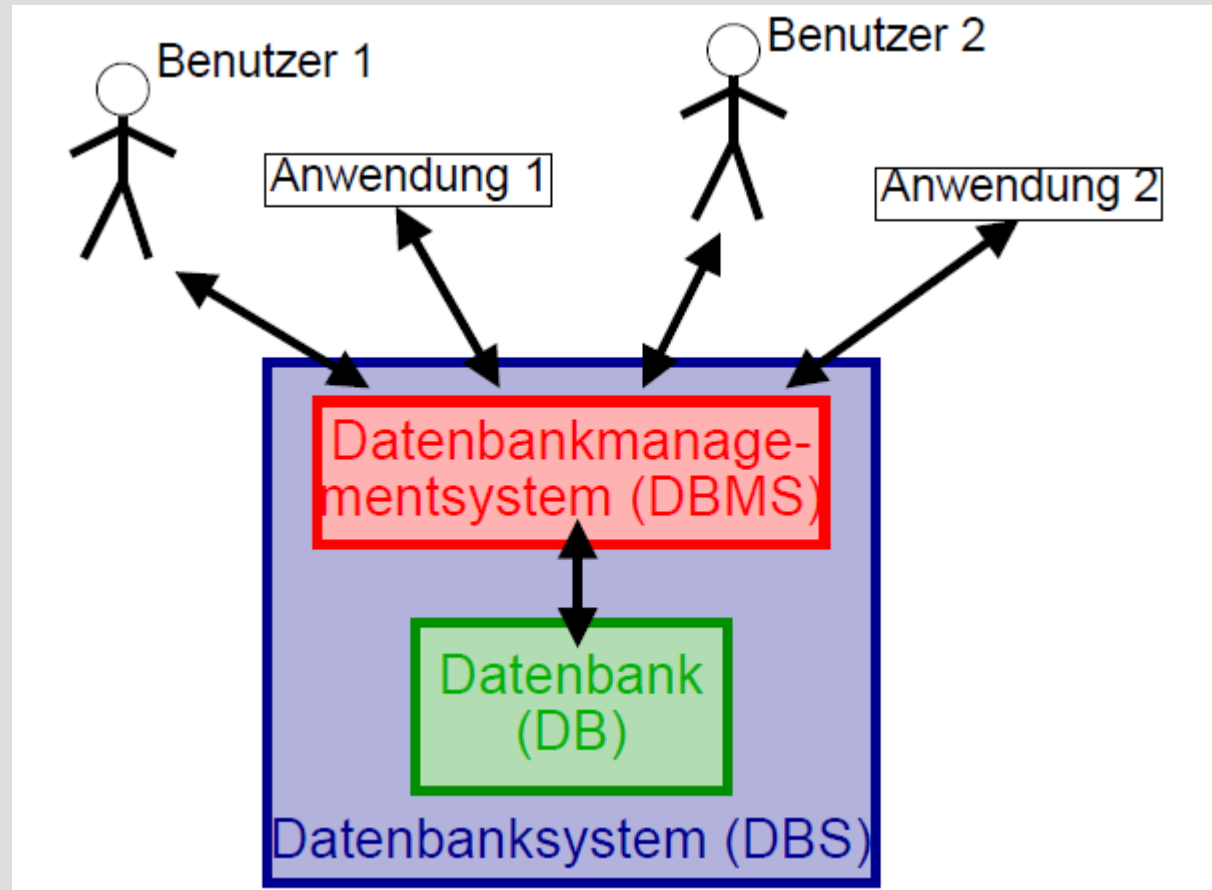 Benutzer 1
Benutzer 2
Anwendung 1
Anwendung 2
Datenbankmanage-
mentsystem (DBMS)
Datenbank
(DB)
Datenbanksystem (DBS)